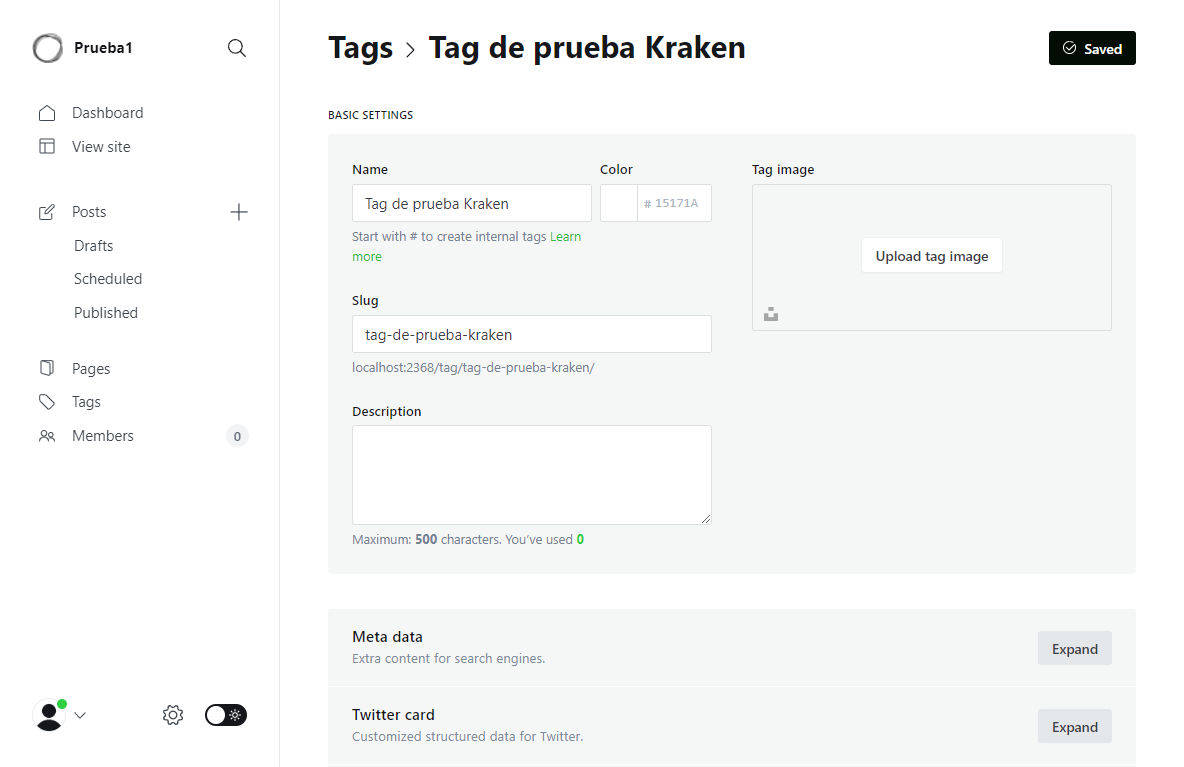 Prueba1
Dashboard
View site
Posts
Drafts
Scheduled
Published
Pages
Tags
Members 0
Tags › Tag de prueba Kraken
Saved
BASIC SETTINGS
Name
Tag de prueba Kraken
Start with # to create internal tags Learn
more
Color
# 15171A
Slug
tag-de-prueba-kraken
localhost:2368/tag/tag-de-prueba-kraken/
Description
Maximum: 500 characters. You’ve used 0
Tag image
Upload tag image
Meta data
Extra content for search engines.
Expand
Twitter card
Customized structured data for Twitter.
Expand